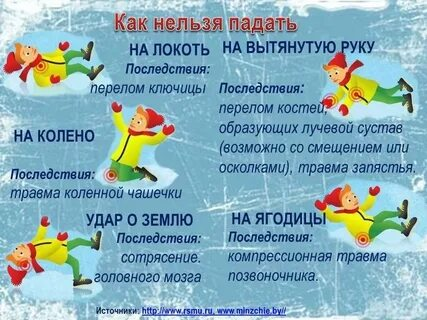 Как нельзя падать
НА ЛОКОТЬ
Последствия:
перелом ключицы
НА ВЫТЯНУТУЮ РУКУ
Последствия:
перелом костей,
образующих лучевой сустав
(возможно со смещением или
осколками), травма запястья.
НА КОЛЕНО
Последствия:
травма коленной чашечки
УДАР О ЗЕМЛЮ
Последствия:
сотрясение.
головного мозга
НА ЯГОДИЦЫ
Последствия:
компрессионная травма
позвоночника.
Источники: http://www.rsmu.ru, www.minzchie.by//